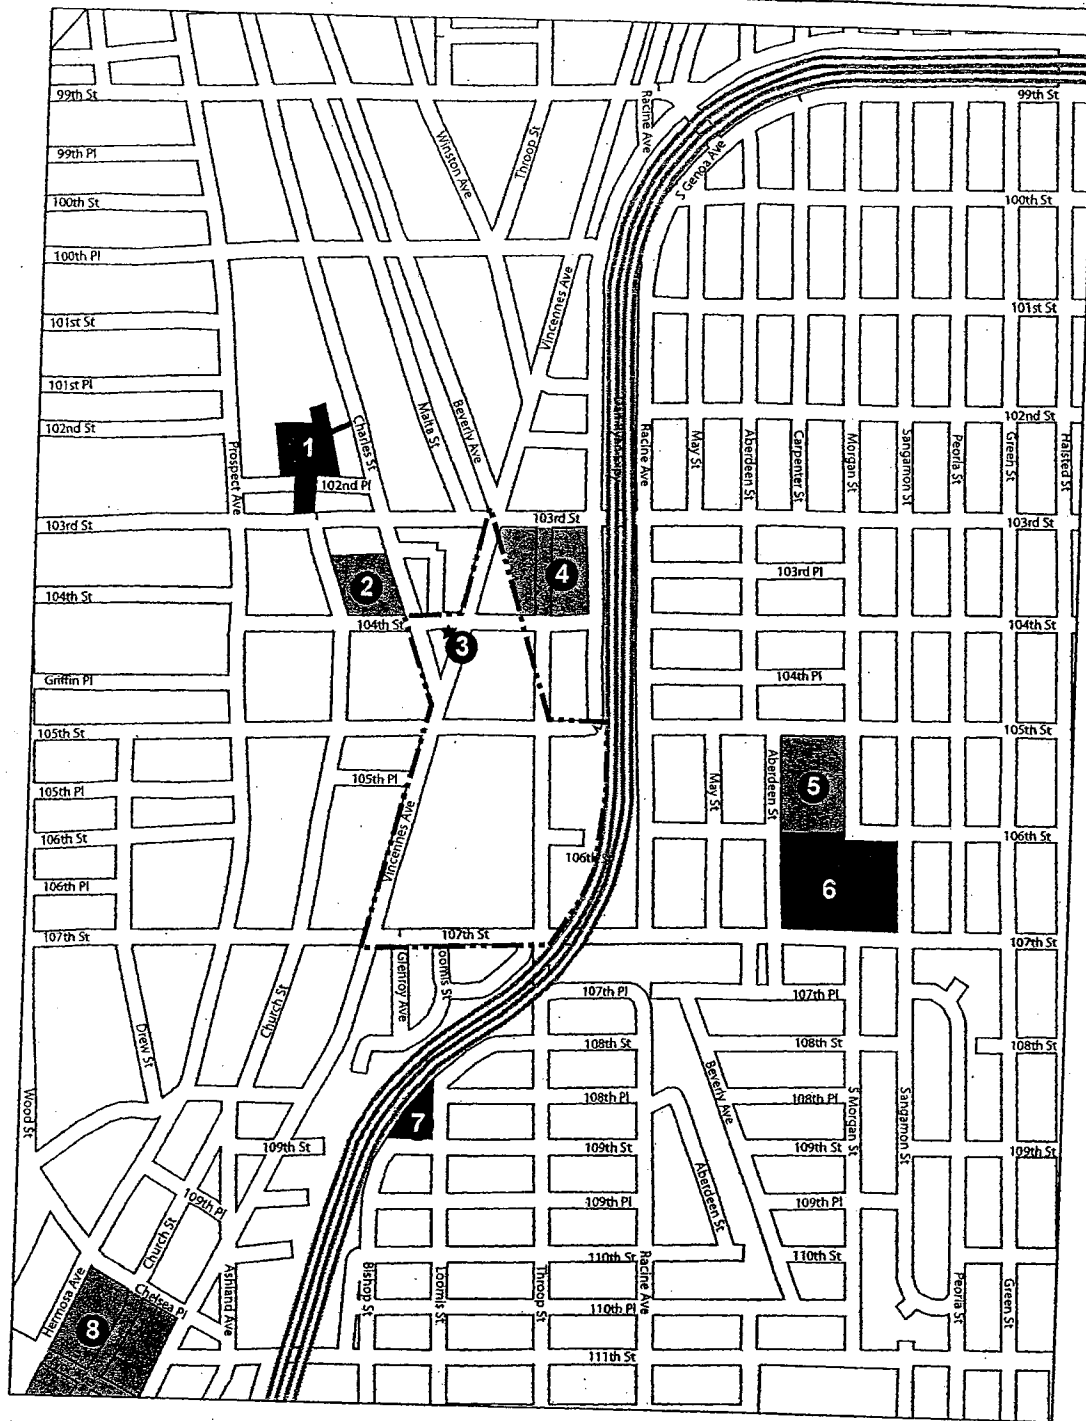 99th St
99th St
Racine Ave
Winston Ave
Throop St
99th Pl
S Genoa Ave
100th St
100th St
100th Pl
Vincennes Ave
101st St
101st St
101st Pl
102nd St
102nd St
Prospect Ave
1
Charles St
Malta St
Beverly Ave
Racine Ave
May St
Aberdeen St
Carpenter St
Morgan St
Sangamon St
Peoria St
Green St
Halsted St
102nd Pl
103rd St
103rd St
103rd St
2
4
103rd Pl
104th St
104th St
104th St
3
Griffin Pl
104th Pl
105th St
105th St
105th Pl
105th Pl
Vincennes Ave
May St
Aberdeen St
5
106th St
106th St
106th S
106th Pl
6
107th St
107th St
107th St
Glenroy Ave
oomis St
107th Pl
107th Pl
Church St
Drew St
108th St
108th St
108th St
Wood St
Beverly Ave
108th Pl
108th Pl
S Morgan St
Sangamon St
7
109th St
109th St
109th St
109th St
109th Pl
109th Pl
109th Pl
Aberdeen St
Church St
110th St
110th St
Hermosa Ave
Chelsea Pl
Ashland Ave
Bishop St
Loomis St.
Throop St
Racine Ave
Peoria St
Green St
8
110th Pl
111th St